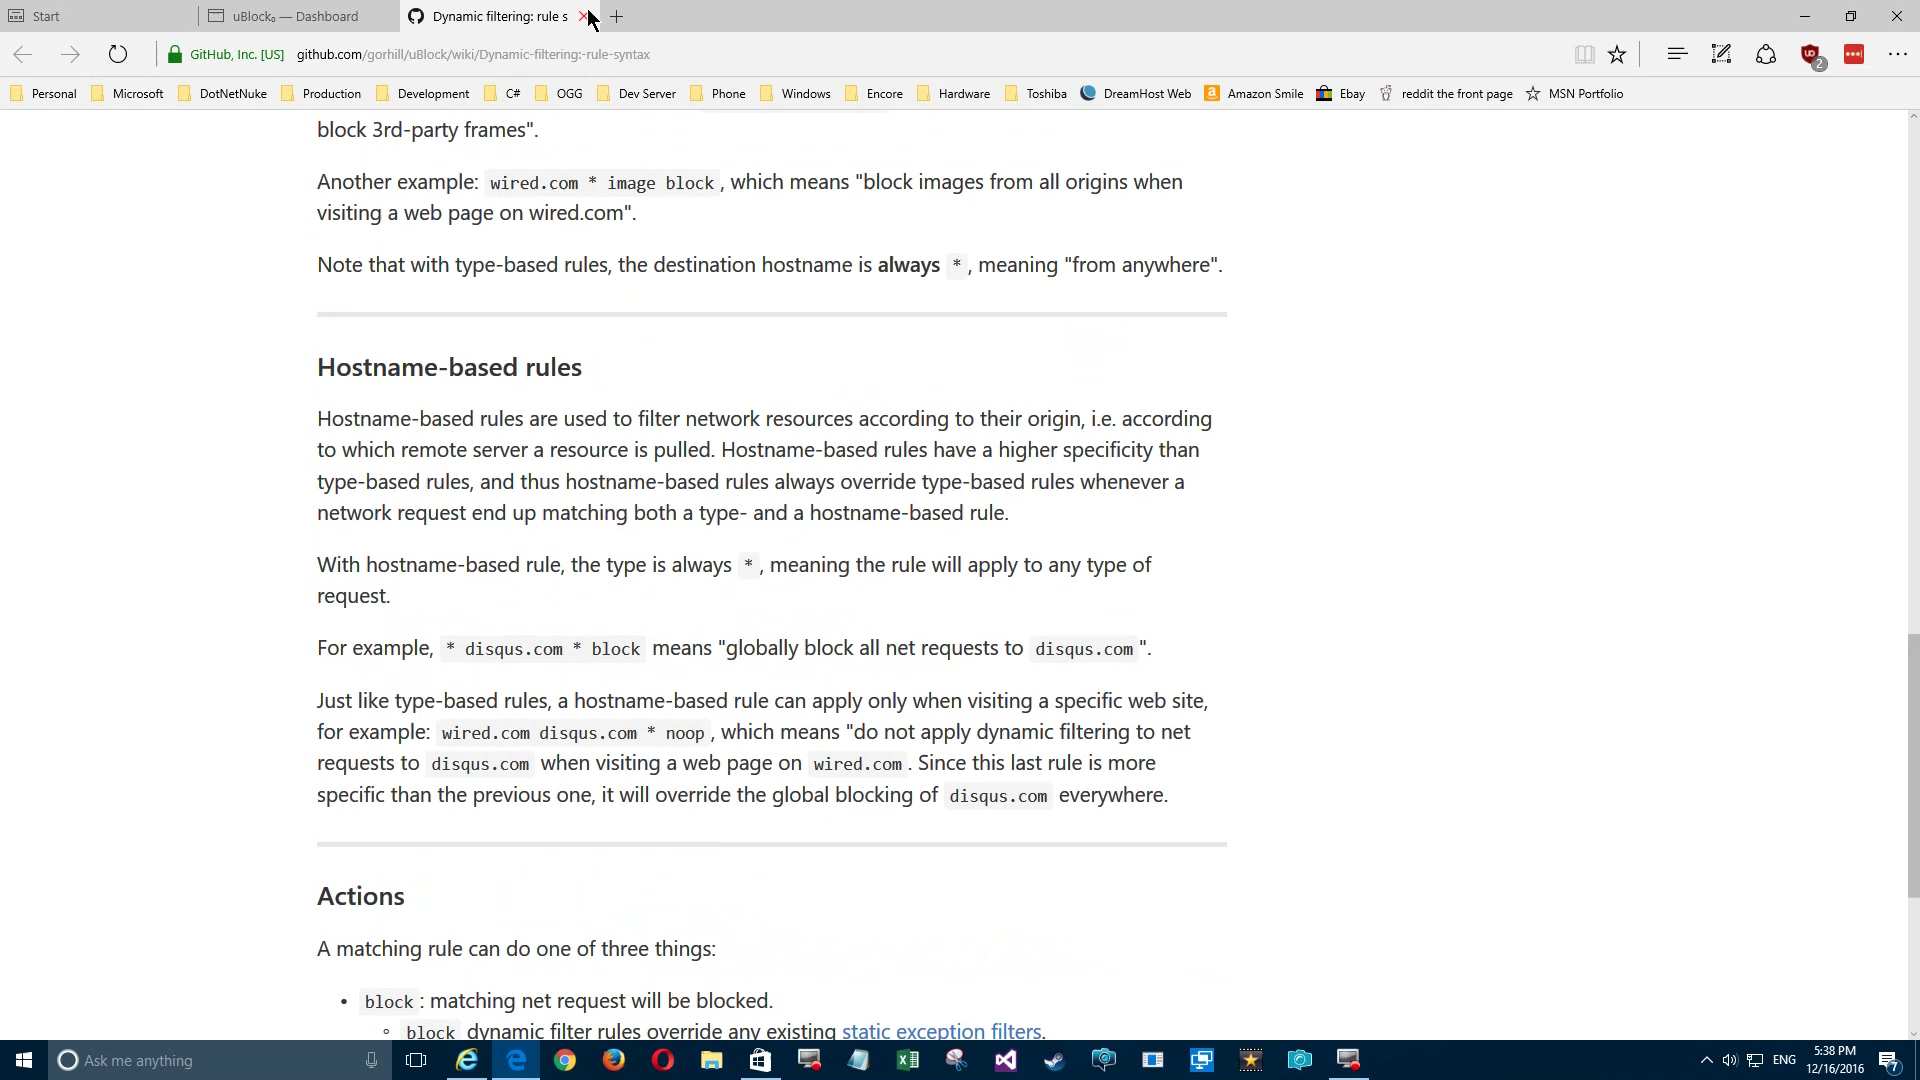 Start
uBlock₀ — Dashboard
Dynamic filtering: rule s
GitHub, Inc. [US]
github.com/gorhill/uBlock/wiki/Dynamic-filtering:-rule-syntax
2
Personal
Microsoft
DotNetNuke
Production
Development
C#
OGG
Dev Server
Phone
Windows
Encore
Hardware
Toshiba
DreamHost Web
Amazon Smile
Ebay
reddit the front page
MSN Portfolio
block 3rd-party frames".
Another example: wired.com * image block , which means "block images from all origins when
visiting a web page on wired.com".
Note that with type-based rules, the destination hostname is always * , meaning "from anywhere".
Hostname-based rules
Hostname-based rules are used to filter network resources according to their origin, i.e. according
to which remote server a resource is pulled. Hostname-based rules have a higher specificity than
type-based rules, and thus hostname-based rules always override type-based rules whenever a
network request end up matching both a type- and a hostname-based rule.
With hostname-based rule, the type is always * , meaning the rule will apply to any type of
request.
For example, * disqus.com * block means "globally block all net requests to disqus.com ".
Just like type-based rules, a hostname-based rule can apply only when visiting a specific web site,
for example: wired.com disqus.com * noop , which means "do not apply dynamic filtering to net
requests to disqus.com when visiting a web page on wired.com . Since this last rule is more
specific than the previous one, it will override the global blocking of disqus.com everywhere.
Actions
A matching rule can do one of three things:
• block : matching net request will be blocked.
◦ block dynamic filter rules override any existing static exception filters.
Ask me anything
ENG
5:38 PM
12/16/2016
7